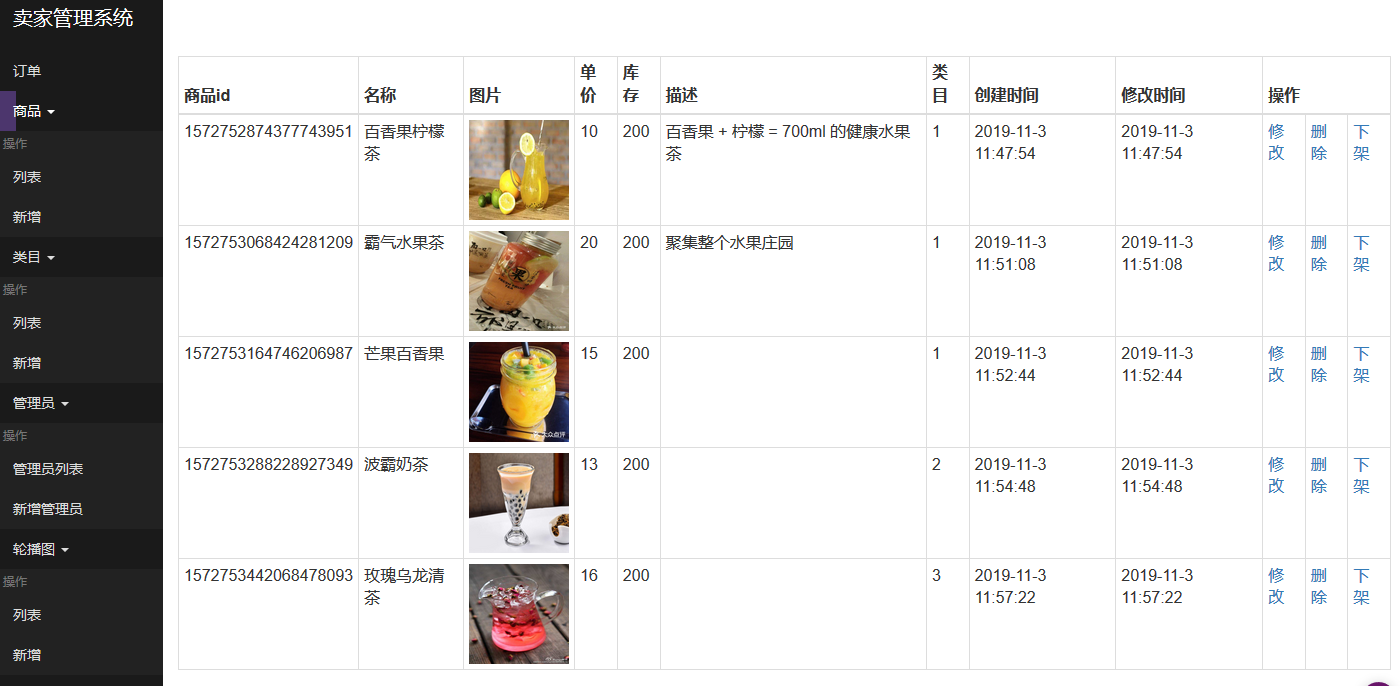 卖家管理系统
订单
商品
操作
列表
新增
类目
操作
列表
新增
管理员
操作
管理员列表
新增管理员
轮播图
操作
列表
新增
商品id 名称 图片 单价 库存 描述 类目 创建时间 修改时间 操作
1572752874377743951 百香果柠檬 10 200 百香果 + 柠檬 = 700ml 的健康水果 1 2019-11-3 2019-11-3 修 删 下
茶 茶 11:47:54 11:47:54 改 除 架
1572753068424281209 霸气水果茶 20 200 聚集整个水果庄园 1 2019-11-3 2019-11-3 修 删 下
11:51:08 11:51:08 改 除 架
果
1572753164746206987 芒果百香果 15 200 1 2019-11-3 2019-11-3 修 删 下
11:52:44 11:52:44 改 除 架
大众点评
1572753288228927349 波霸奶茶 13 200 2 2019-11-3 2019-11-3 修 删 下
11:54:48 11:54:48 改 除 架
1572753442068478093 玫瑰乌龙清 16 200 3 2019-11-3 2019-11-3 修 删 下
茶 11:57:22 11:57:22 改 除 架